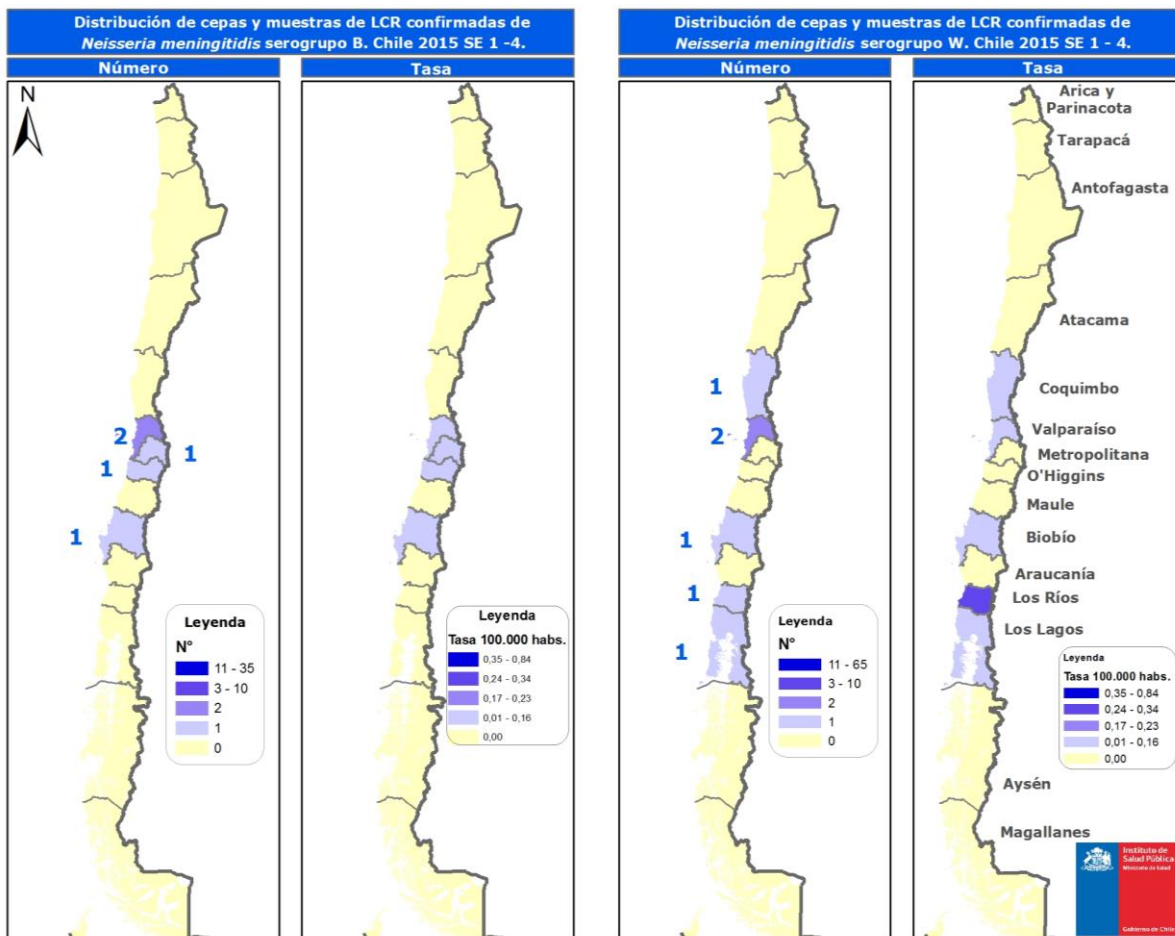 Distribución de cepas y muestras de LCR confirmadas de
Neisseria meningitidis serogrupo B. Chile 2015 SE 1 -4.
Número
Tasa
N
2
1
1
1
Leyenda
N°
11 - 35
3 - 10
2
1
0
Leyenda
Tasa 100.000 habs.
0,35 - 0,84
0,24 - 0,34
0,17 - 0,23
0,01 - 0,16
0,00
Distribución de cepas y muestras de LCR confirmadas de
Neisseria meningitidis serogrupo W. Chile 2015 SE 1 - 4.
Número
Tasa
1
2
1
1
1
Leyenda
N°
11 - 65
3 - 10
2
1
0
Arica y
Parinacota
Tarapacá
Antofagasta
Atacama
Coquimbo
Valparaíso
Metropolitana
O'Higgins
Maule
Biobío
Araucanía
Los Ríos
Los Lagos
Leyenda
Tasa 100.000 habs.
0,35 - 0,84
0,24 - 0,34
0,17 - 0,23
0,01 - 0,16
0,00
Aysén
Magallanes
Instituto de
Salud Pública
Ministerio de Salud
Gobierno de Chile